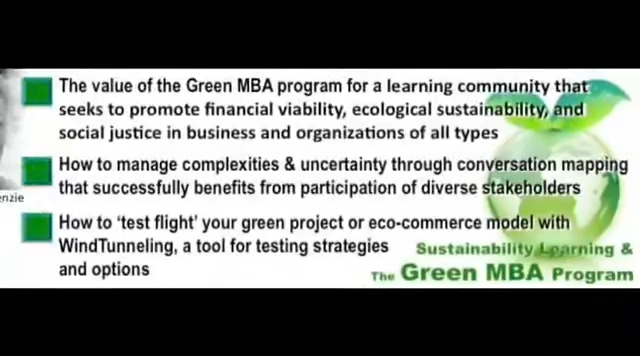 The value of the Green MBA program for a learning community that
seeks to promote financial viability, ecological sustainability, and
social justice in business and organizations of all types
How to manage complexities & uncertainty through conversation mapping
that successfully benefits from participation of diverse stakeholders
nzie
How to ‘test flight’ your green project or eco-commerce model with
WindTunneling, a tool for testing strategies
and options
Sustainability Learning &
The Green MBA Program